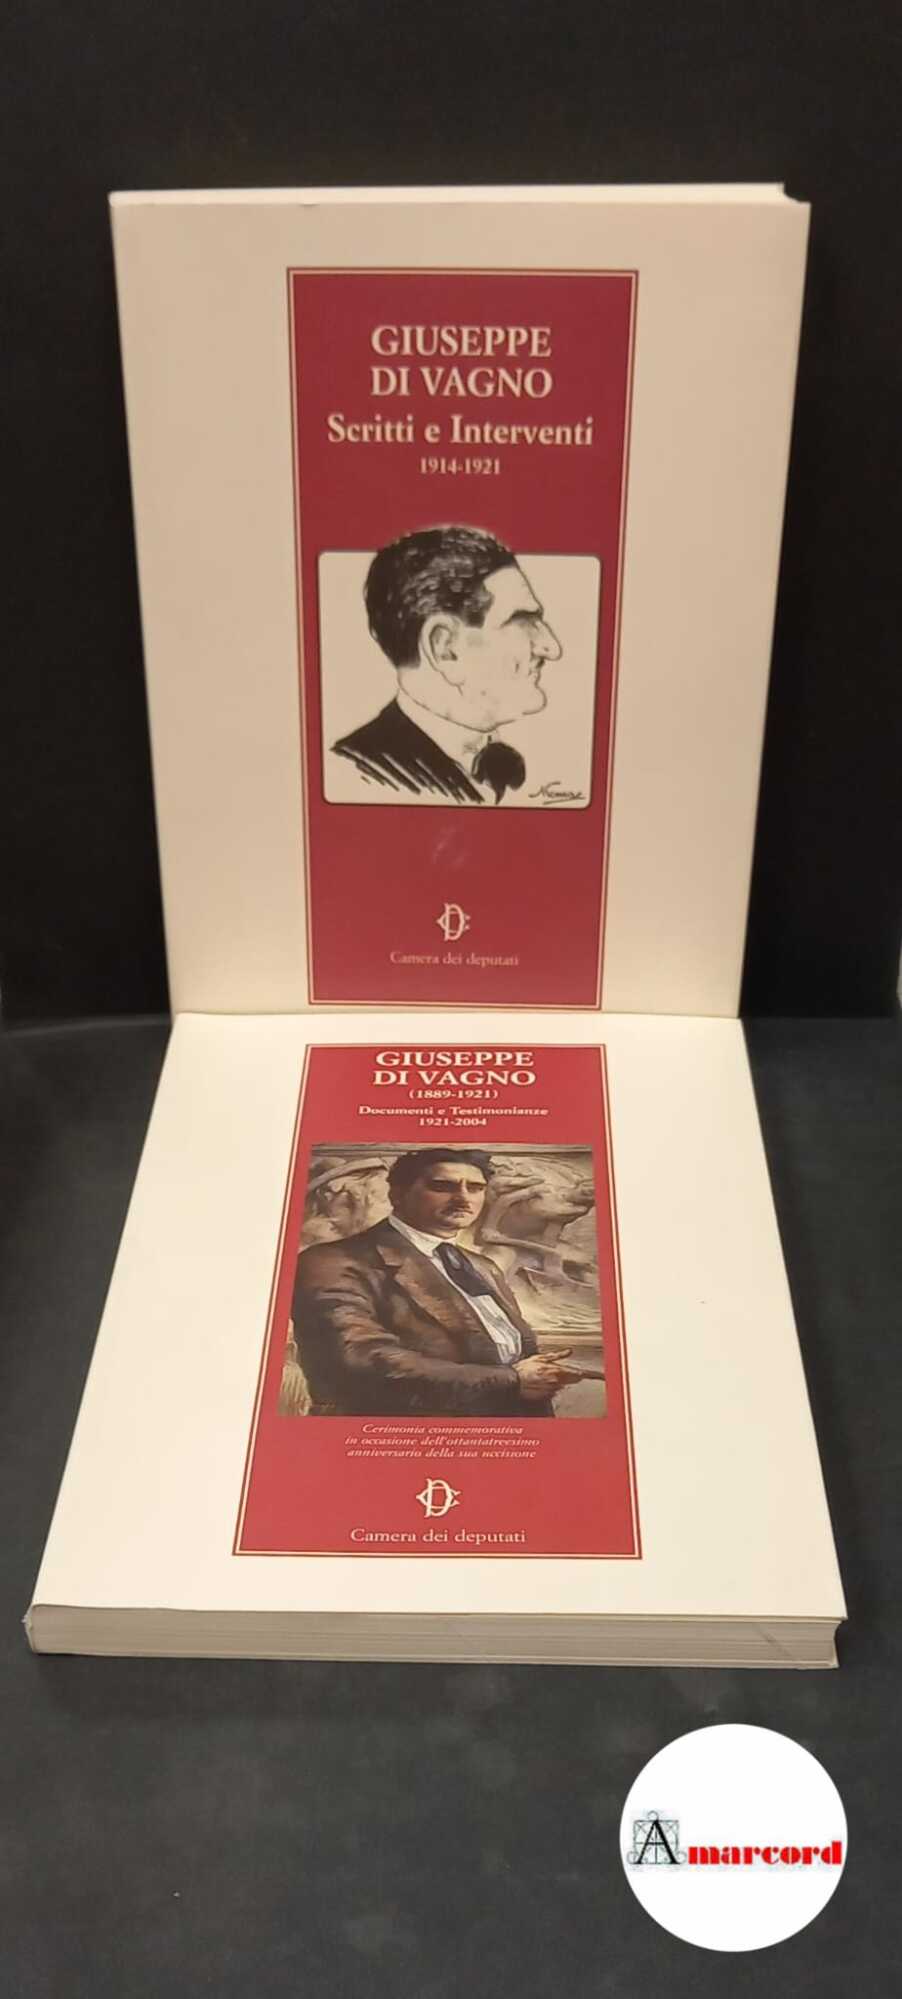 GIUSEPPE
DI VAGNO
Scritti e Interventi
1914-1921
Camera dei deputati
GIUSEPPE
DI VAGNO
(1889-1921)
Documenti e Testimonianze
1921-2004
Cerimonia commemorativa
in occasione dell'ottantatreesimo
anniversario della sua uccisione
Camera dei deputati
Amarcord